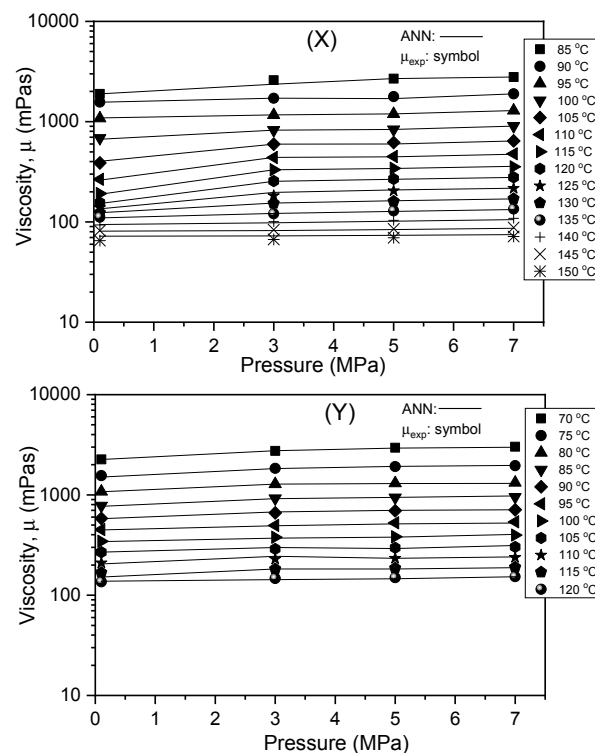 (X)
ANN:
μexp: symbol
10000
1000
100
10
0 1 2 3 4 5 6 7
Viscosity, μ (mPas)
Pressure (MPa)
85 °C
90 °C
95 °C
100 °C
105 °C
110 °C
115 °C
120 °C
125 °C
130 °C
135 °C
140 °C
145 °C
150 °C
(Y)
ANN:
μexp: symbol
10000
1000
100
10
0 1 2 3 4 5 6 7
Viscosity, μ (mPas)
Pressure (MPa)
70 °C
75 °C
80 °C
85 °C
90 °C
95 °C
100 °C
105 °C
110 °C
115 °C
120 °C